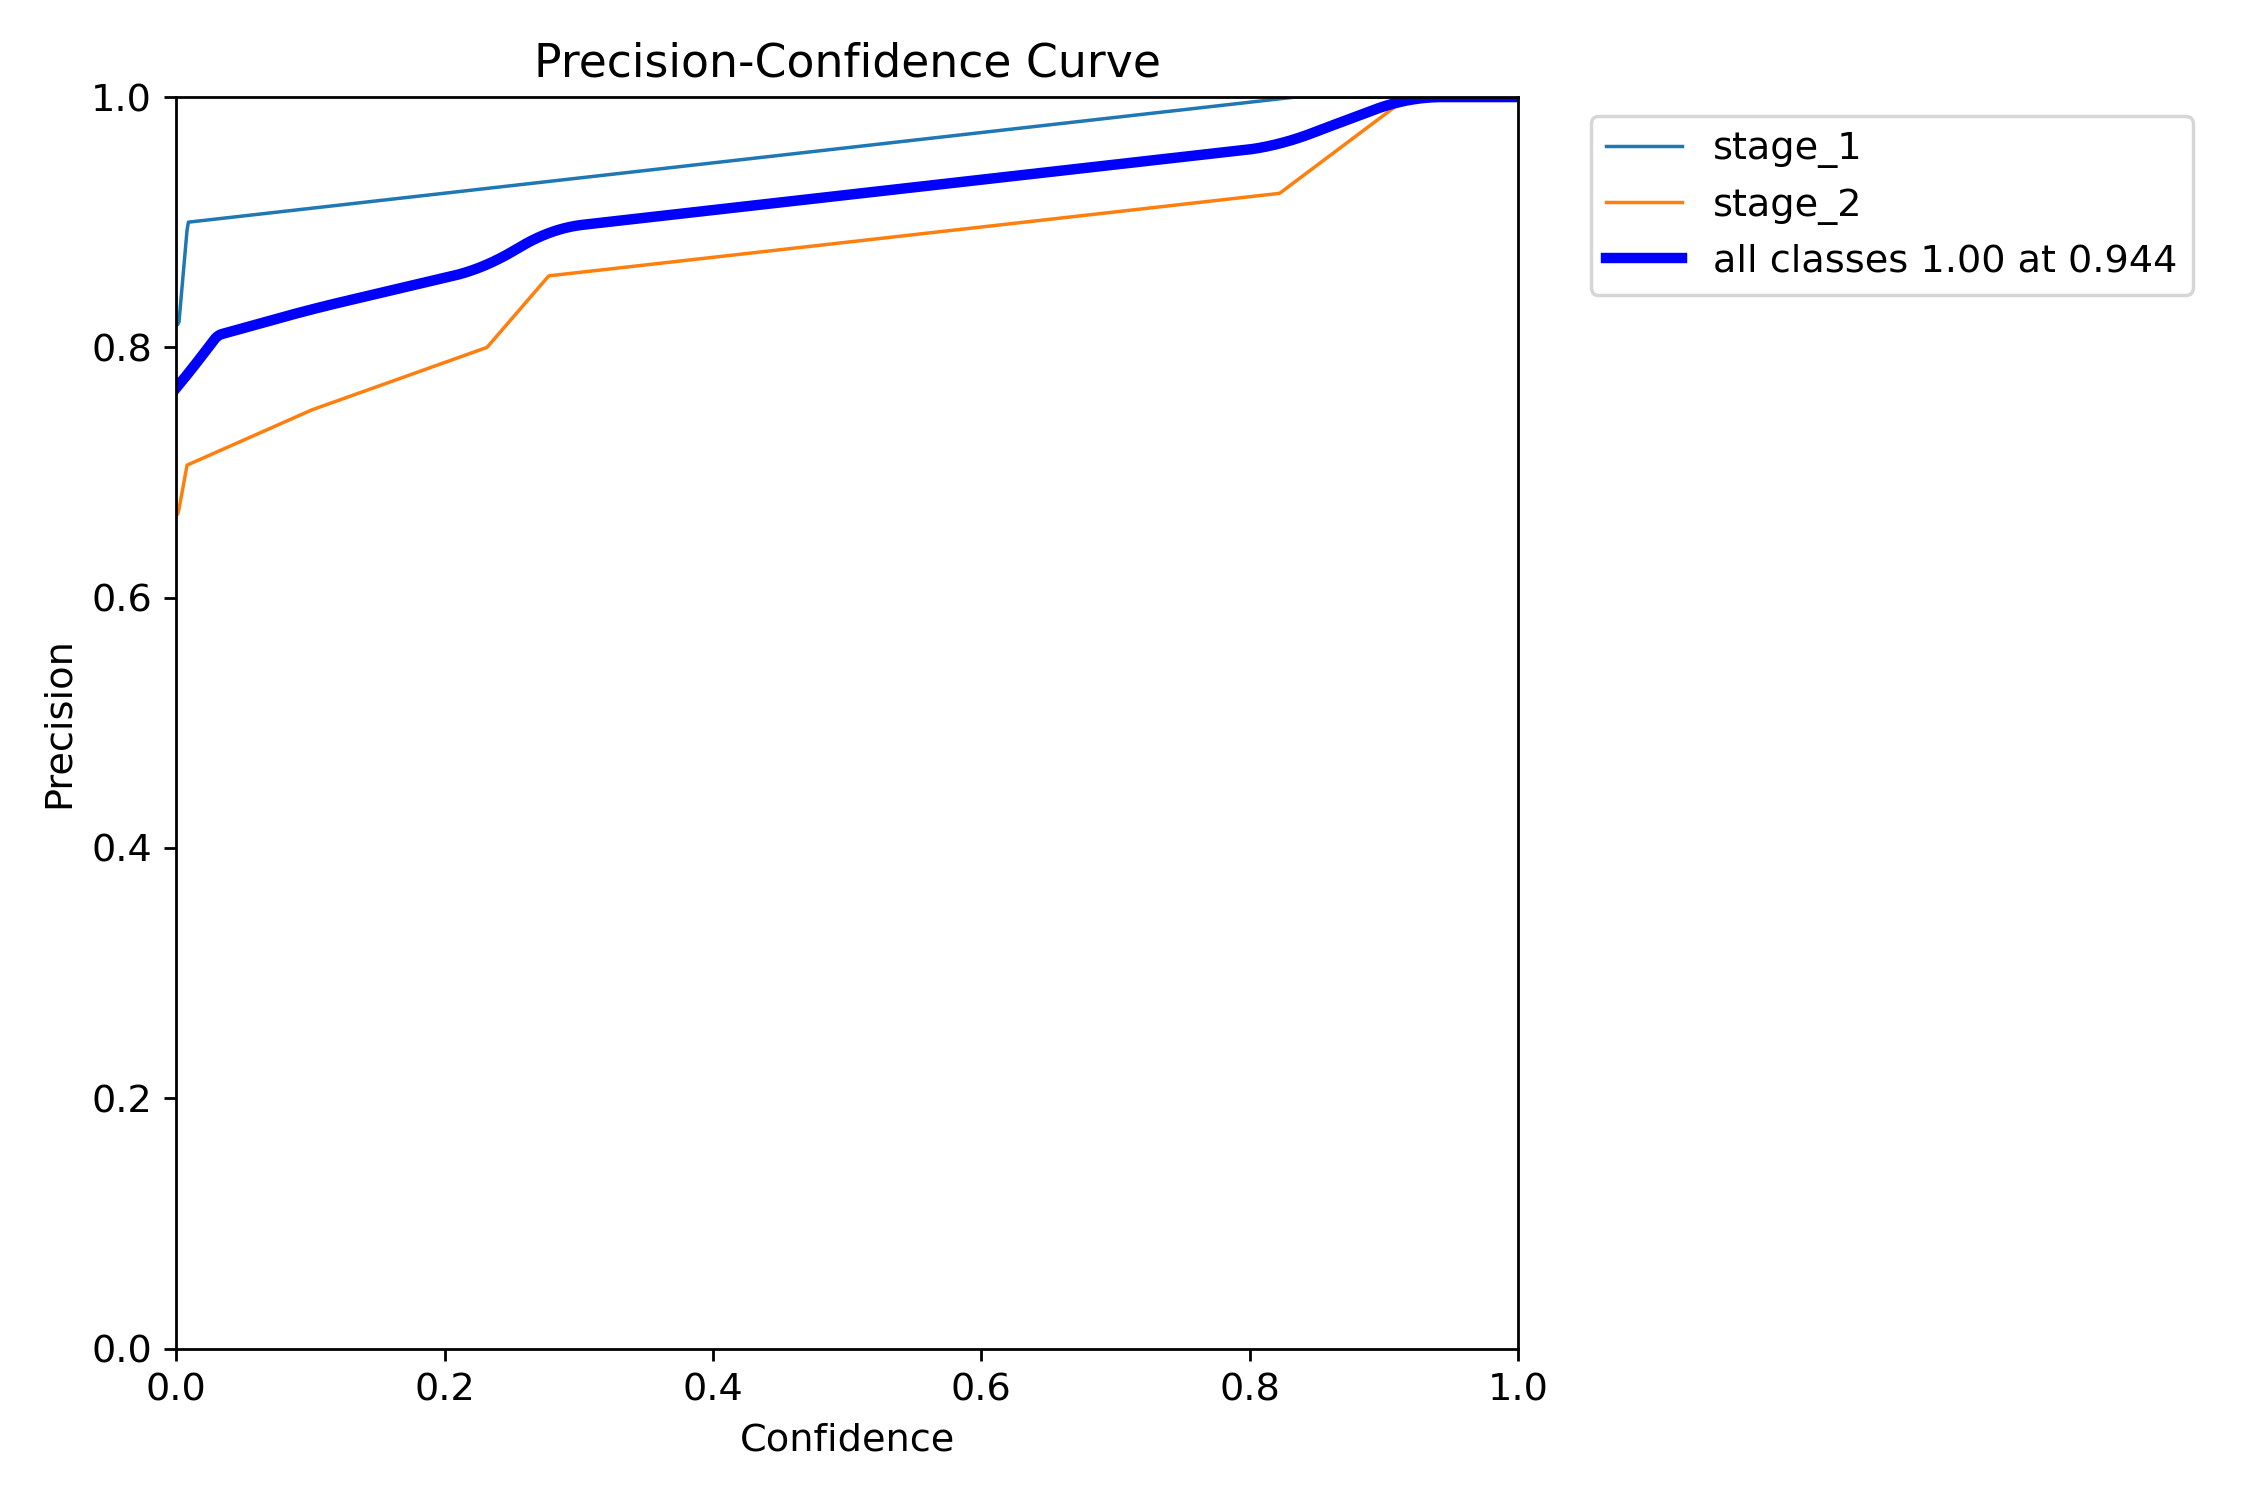 Precision-Confidence Curve
1.0
0.8
0.6
0.4
0.2
0.0
Precision
0.0 0.2 0.4 0.6 0.8 1.0
Confidence
stage_1
stage_2
all classes 1.00 at 0.944